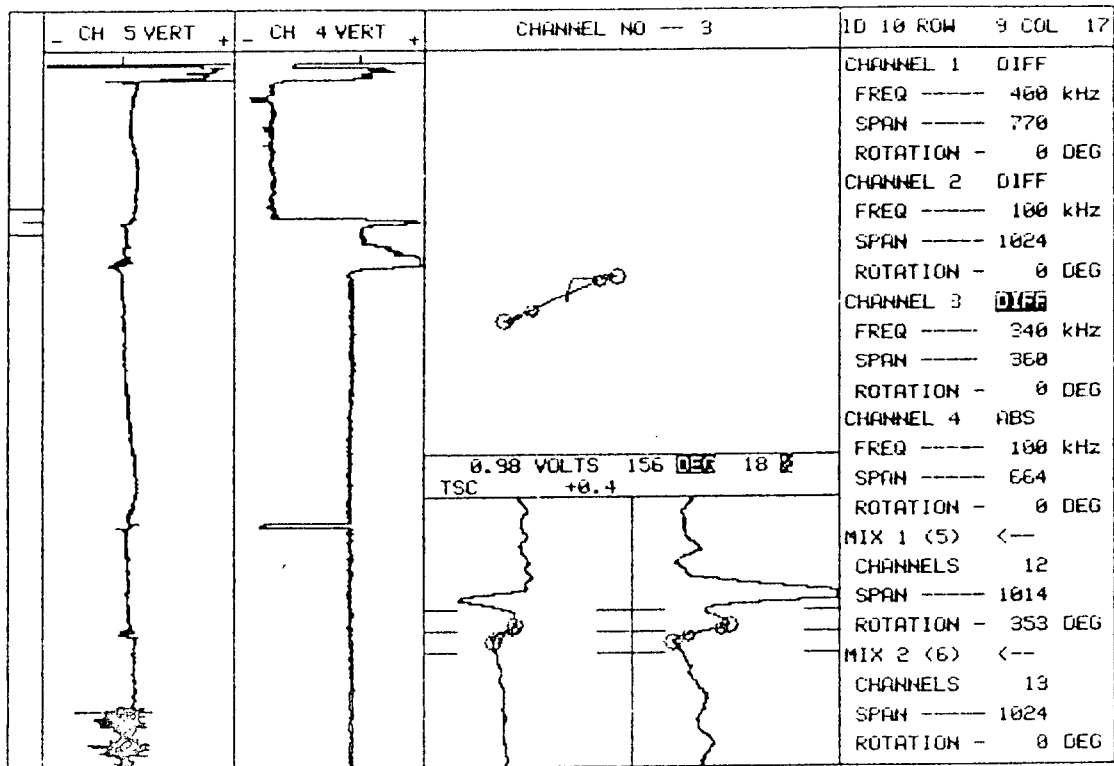 - CH 5 VERT +
- CH 4 VERT +
CHANNEL NO -- 3
ID 10 ROW 9 COL 17
CHANNEL 1 DIFF
FREQ ----- 460 kHz
SPAN ----- 770
ROTATION - 0 DEG
CHANNEL 2 DIFF
FREQ ----- 100 kHz
SPAN ----- 1024
ROTATION - 0 DEG
CHANNEL 3 DIFF
FREQ ----- 340 kHz
SPAN ----- 360
ROTATION - 0 DEG
CHANNEL 4 ABS
FREQ ----- 100 kHz
SPAN ----- 664
ROTATION - 0 DEG
MIX 1 (5) <--
CHANNELS 12
SPAN ----- 1014
ROTATION - 353 DEG
MIX 2 (6) <--
CHANNELS 13
SPAN ----- 1024
ROTATION - 0 DEG
0.98 VOLTS 156 DEG 18
TSC +0.4